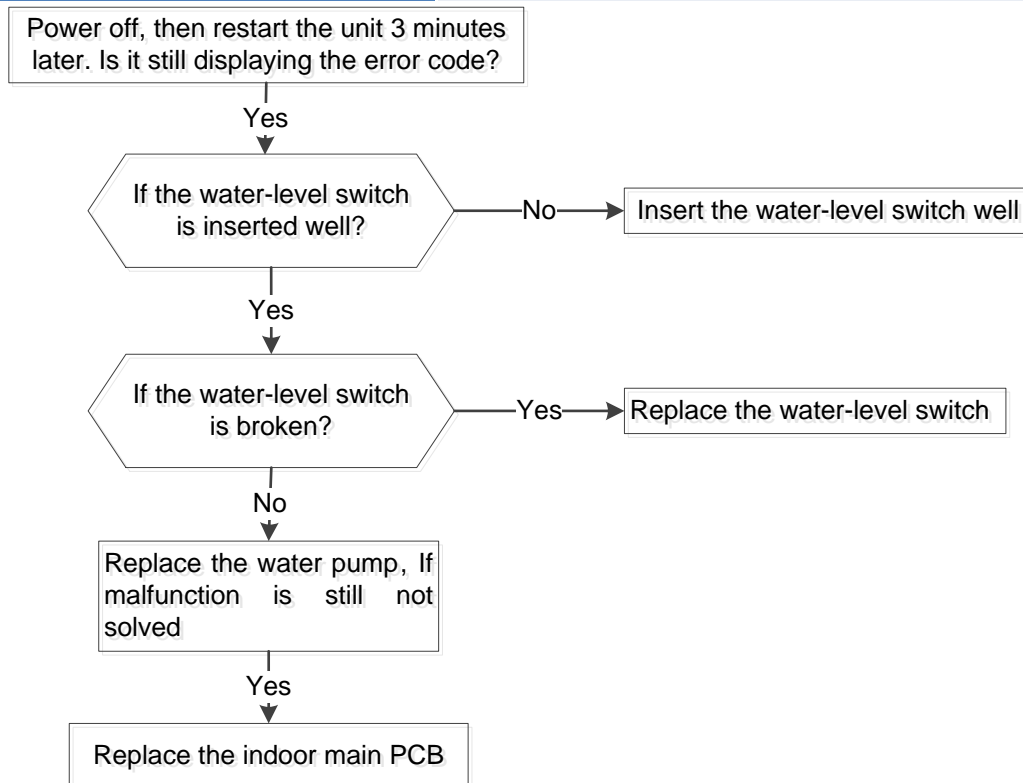 Power off, then restart the unit 3 minutes
later. Is it still displaying the error code?
Yes
If the water-level switch
is inserted well?
No
Insert the water-level switch well
Yes
If the water-level switch
is broken?
Yes
Replace the water-level switch
No
Replace the water pump, If
malfunction is still not
solved
Yes
Replace the indoor main PCB